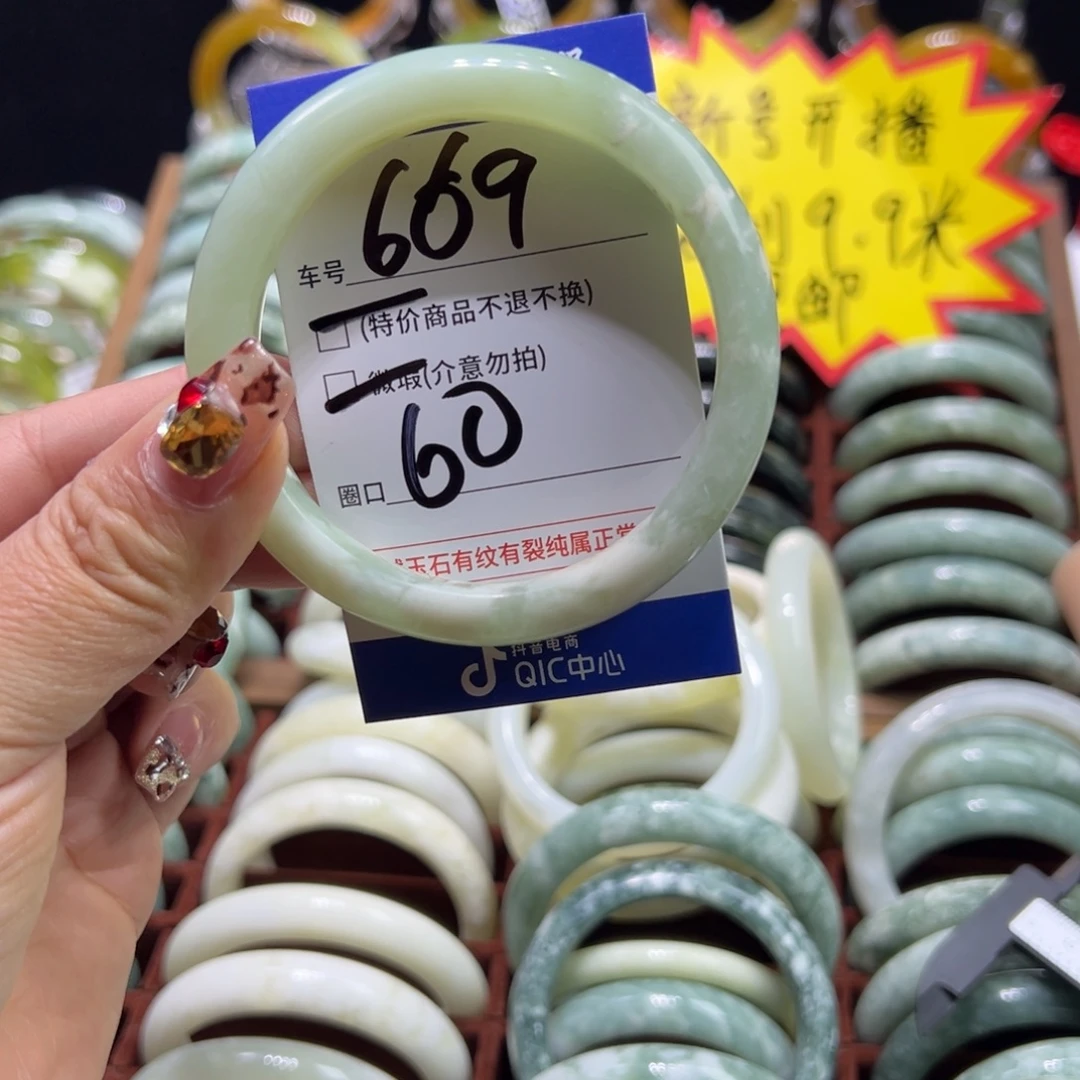 车号 669
(特价商品不退不换)
微瑕(介意勿拍)
圈口 60
玉石有纹有裂纯属正常
抖音电商
QIC中心
新号开播
9.9米
邮